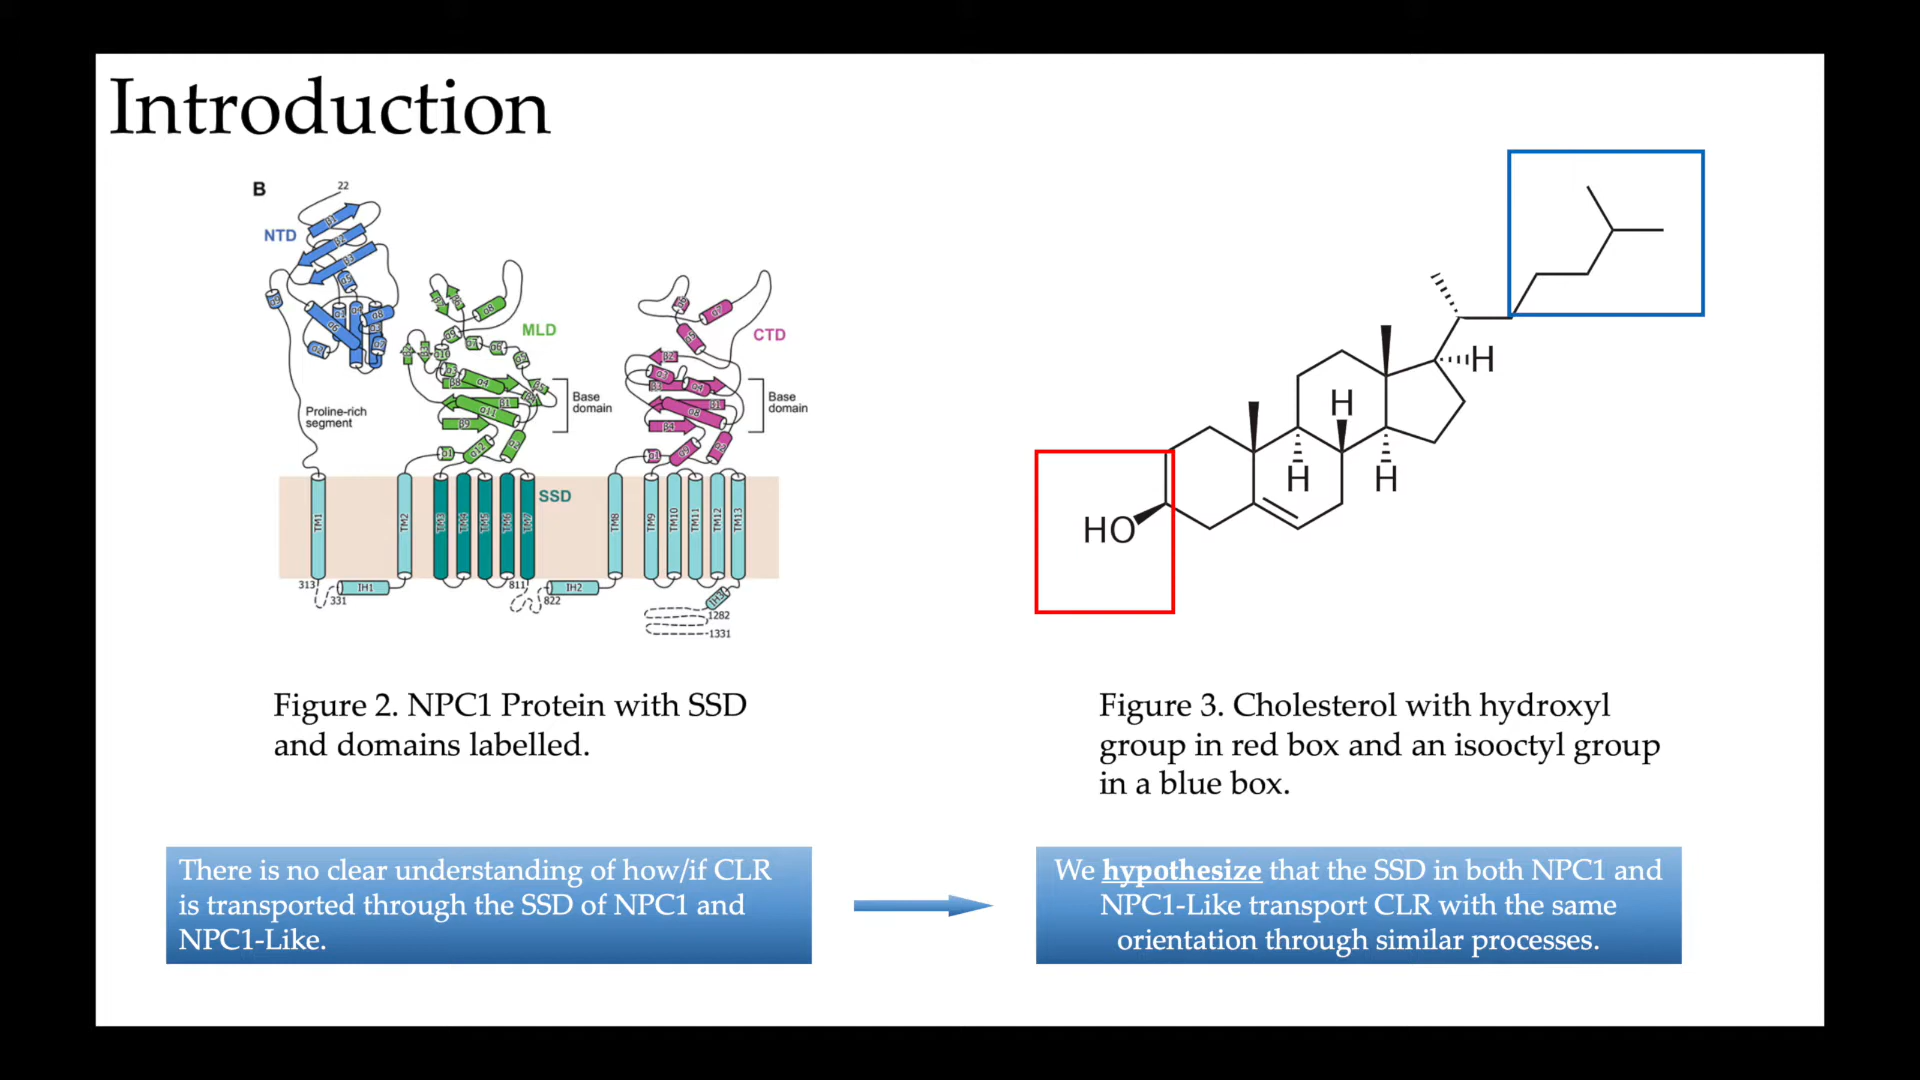 Introduction
B
22
NTD
MLD
CTD
Base
domain
Base
domain
Proline-rich
segment
SSD
TM1
TM2
TM3
TM4
TM5
TM6
TM7
TM8
TM9
TM10
TM11
TM12
TM13
313
331
IH1
811
822
IH2
IH3
1282
1331
H
H
H
H
HO
Figure 2. NPC1 Protein with SSD
and domains labelled.
Figure 3. Cholesterol with hydroxyl
group in red box and an isooctyl group
in a blue box.
There is no clear understanding of how/if CLR
is transported through the SSD of NPC1 and
NPC1-Like.
We hypothesize that the SSD in both NPC1 and
NPC1-Like transport CLR with the same
orientation through similar processes.